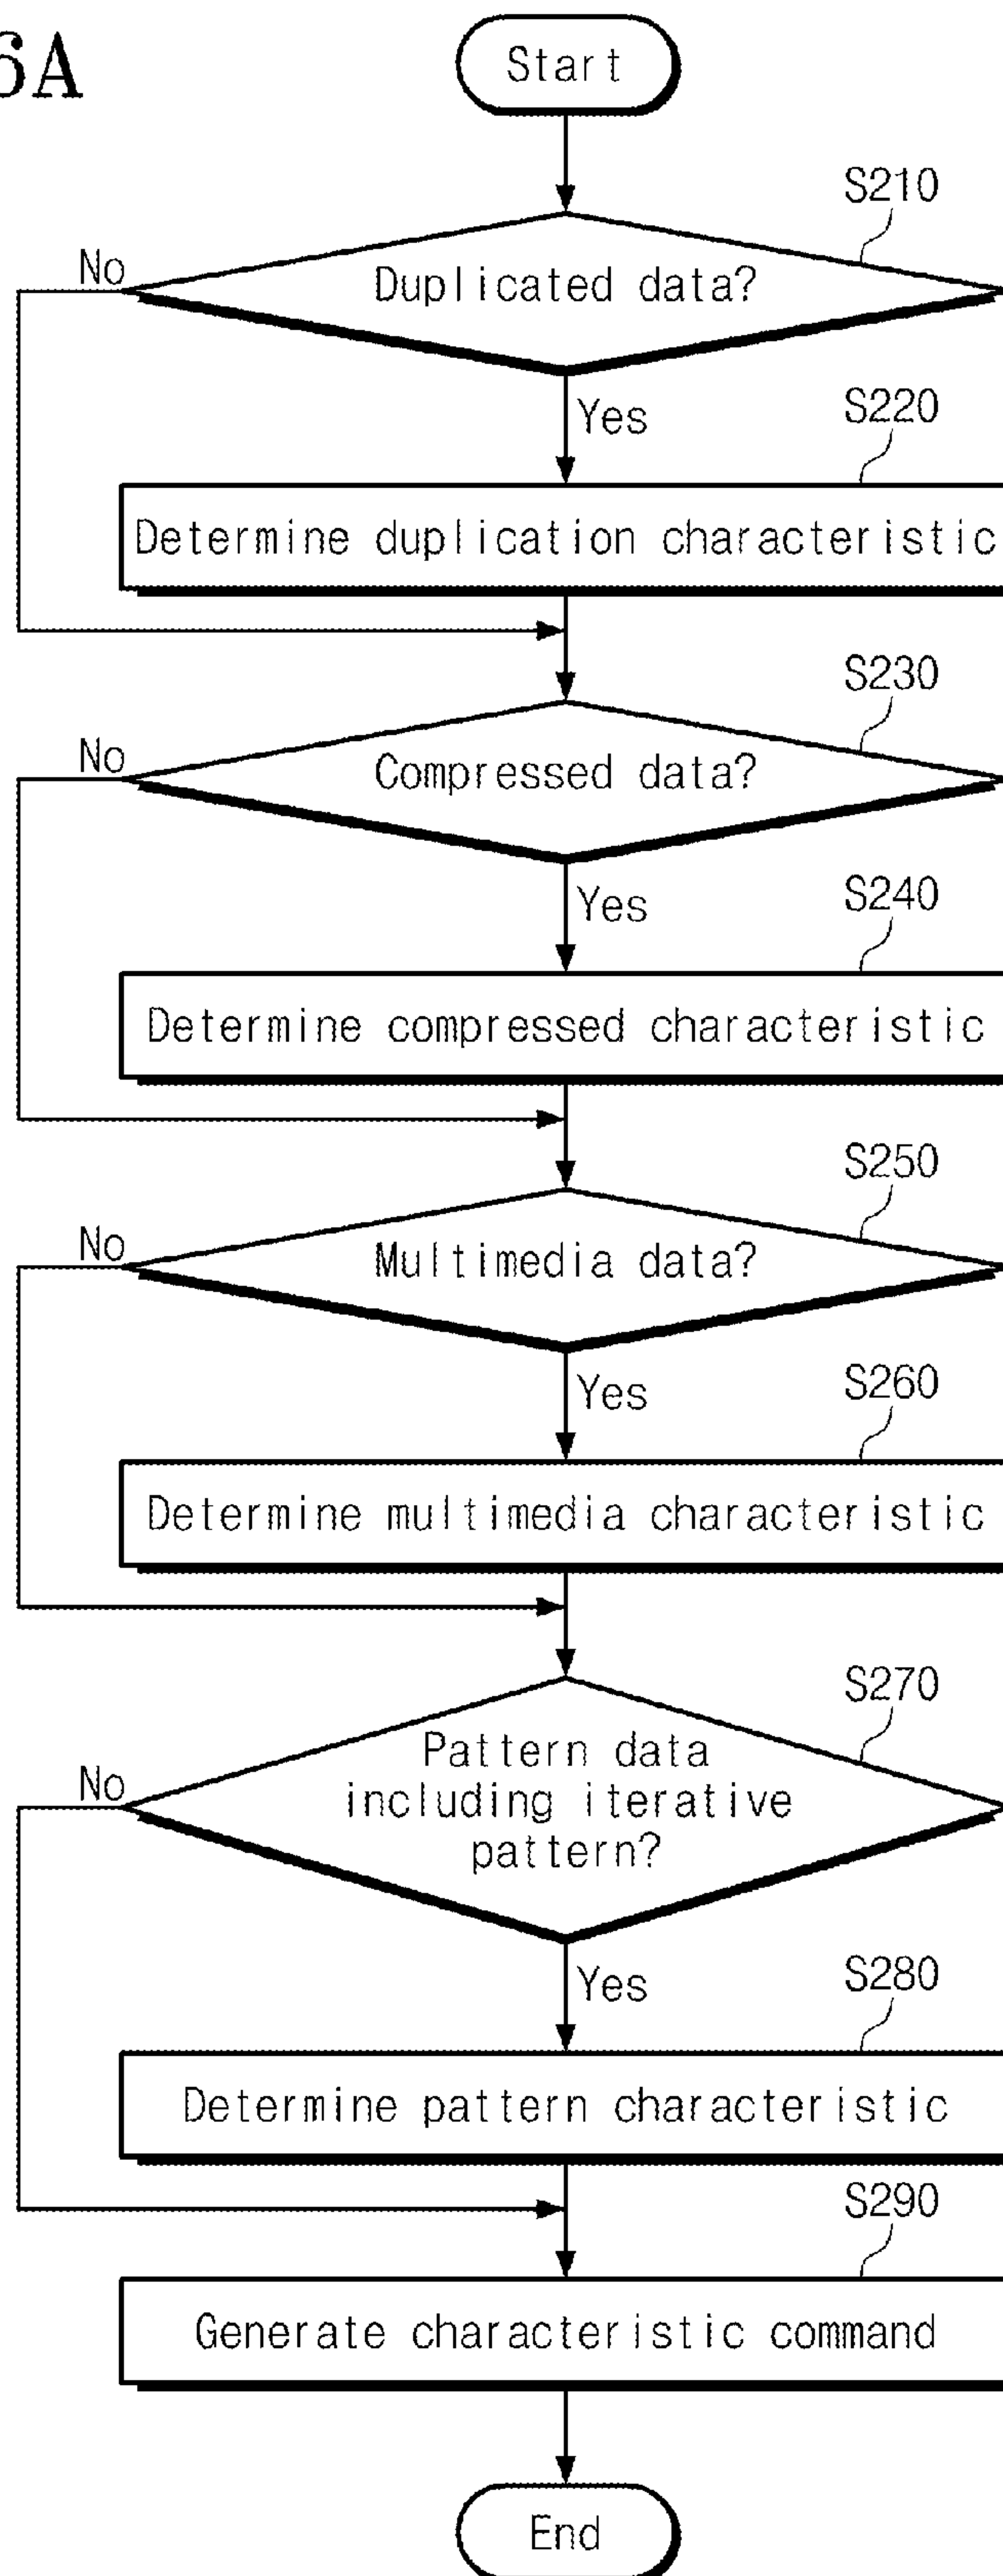 6A
Start
S210
No
Duplicated data?
Yes
S220
Determine duplication characteristic
S230
No
Compressed data?
Yes
S240
Determine compressed characteristic
S250
No
Multimedia data?
Yes
S260
Determine multimedia characteristic
S270
No
Pattern data
including iterative
pattern?
Yes
S280
Determine pattern characteristic
S290
Generate characteristic command
End